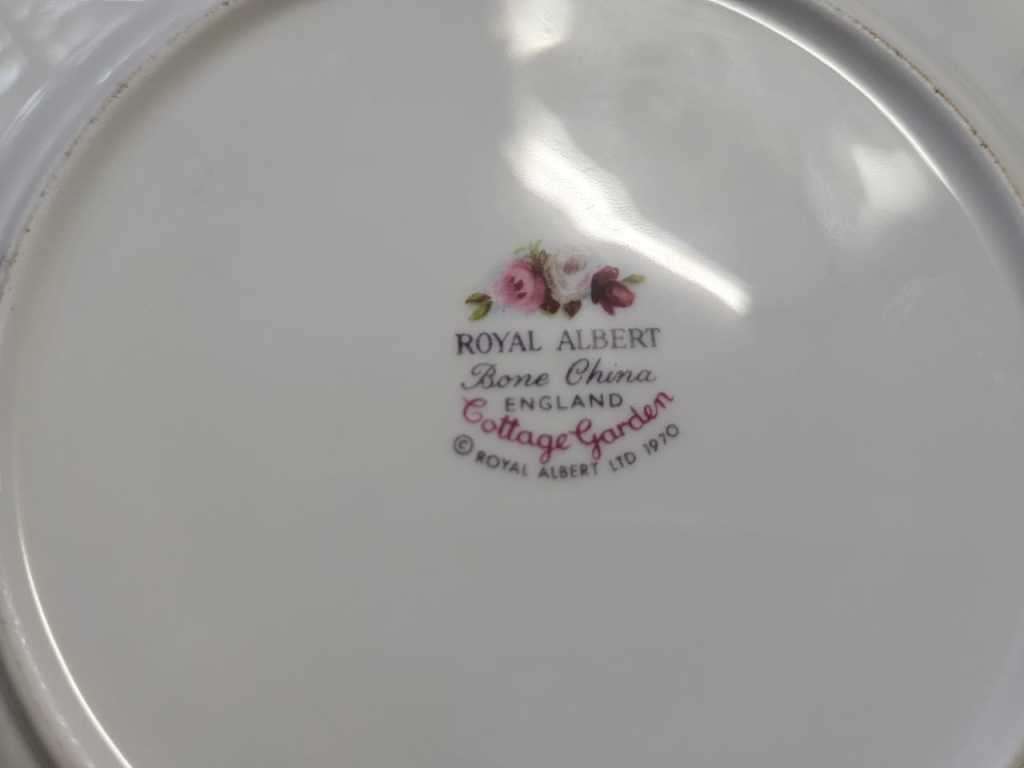 ROYAL ALBERT
Bone China
ENGLAND
Cottage Garden
© ROYAL ALBERT LTD 1970